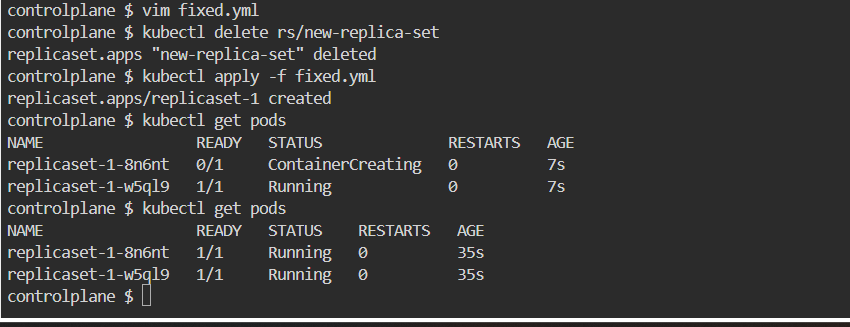 controlplane $ vim fixed.yml
controlplane $ kubectl delete rs/new-replica-set
replicaset.apps "new-replica-set" deleted
controlplane $ kubectl apply -f fixed.yml
replicaset.apps/replicaset-1 created
controlplane $ kubectl get pods
NAME                 READY   STATUS              RESTARTS   AGE
replicaset-1-8n6nt   0/1     ContainerCreating   0          7s
replicaset-1-w5ql9   1/1     Running             0          7s
controlplane $ kubectl get pods
NAME                 READY   STATUS    RESTARTS   AGE
replicaset-1-8n6nt   1/1     Running   0          35s
replicaset-1-w5ql9   1/1     Running   0          35s
controlplane $